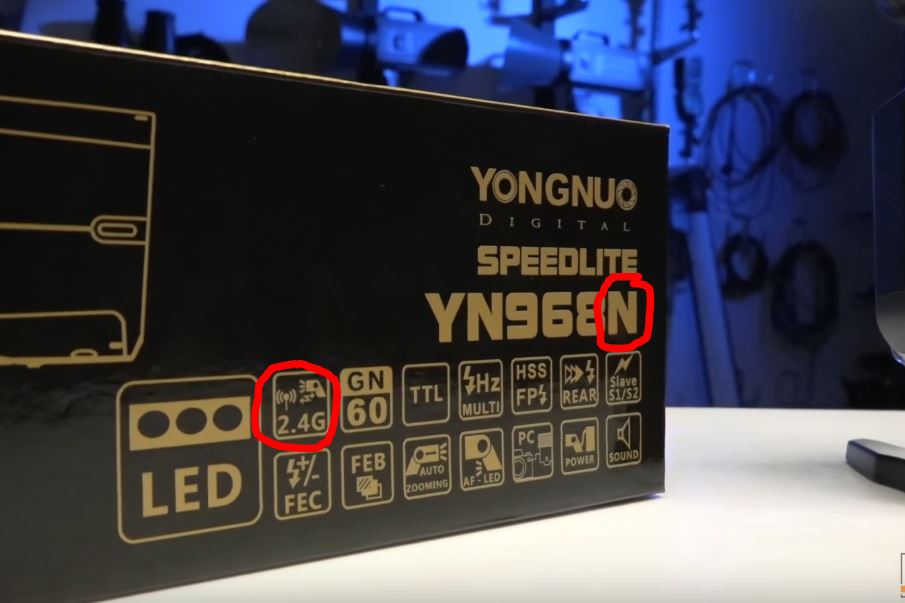 YONGNUO
DIGITAL
SPEEDLITE
YN968N
LED
2.4G
GN
60
TTL
Hz
MULTI
HSS
FP
REAR
Slave
S1/S2
+/-
FEC
FEB
AUTO
ZOOMING
AF-LED
PC
POWER
SOUND